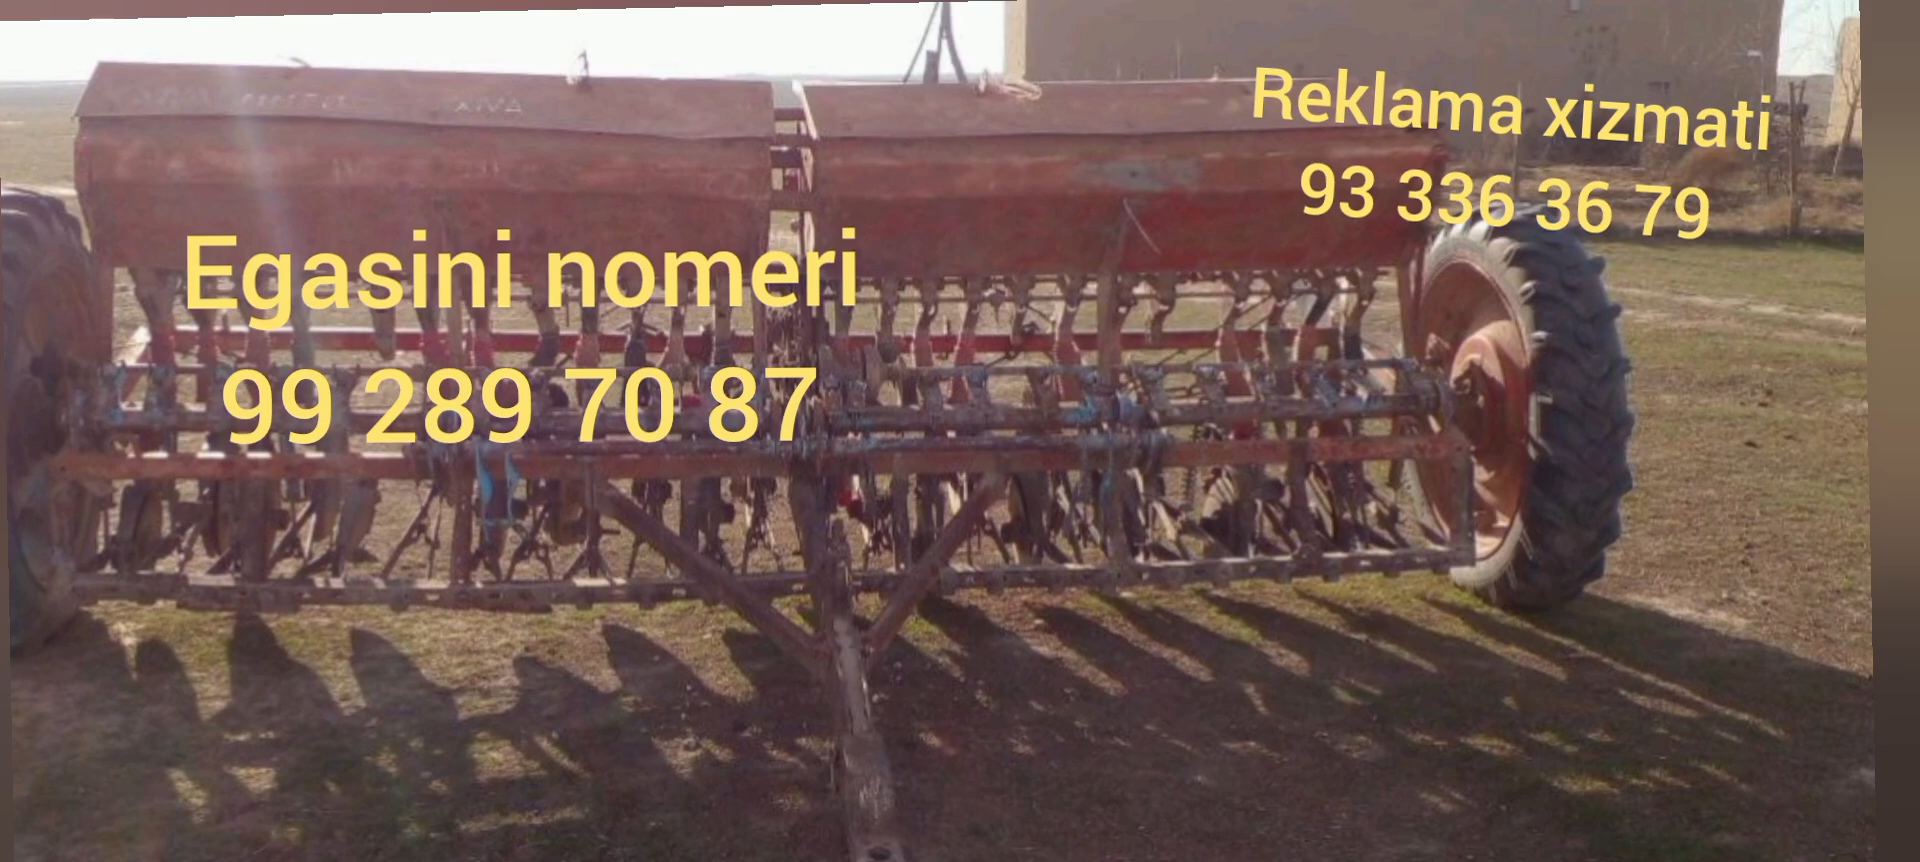 Reklama xizmati
93 336 36 79
Egasini nomeri
99 289 70 87